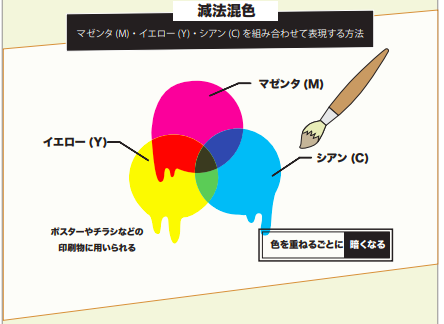 減法混色
マゼンタ (M)・イエロー (Y)・シアン (C) を組み合わせて表現する方法
マゼンタ (M)
イエロー (Y)
シアン (C)
ポスターやチラシなどの
印刷物に用いられる
色を重ねるごとに 暗くなる